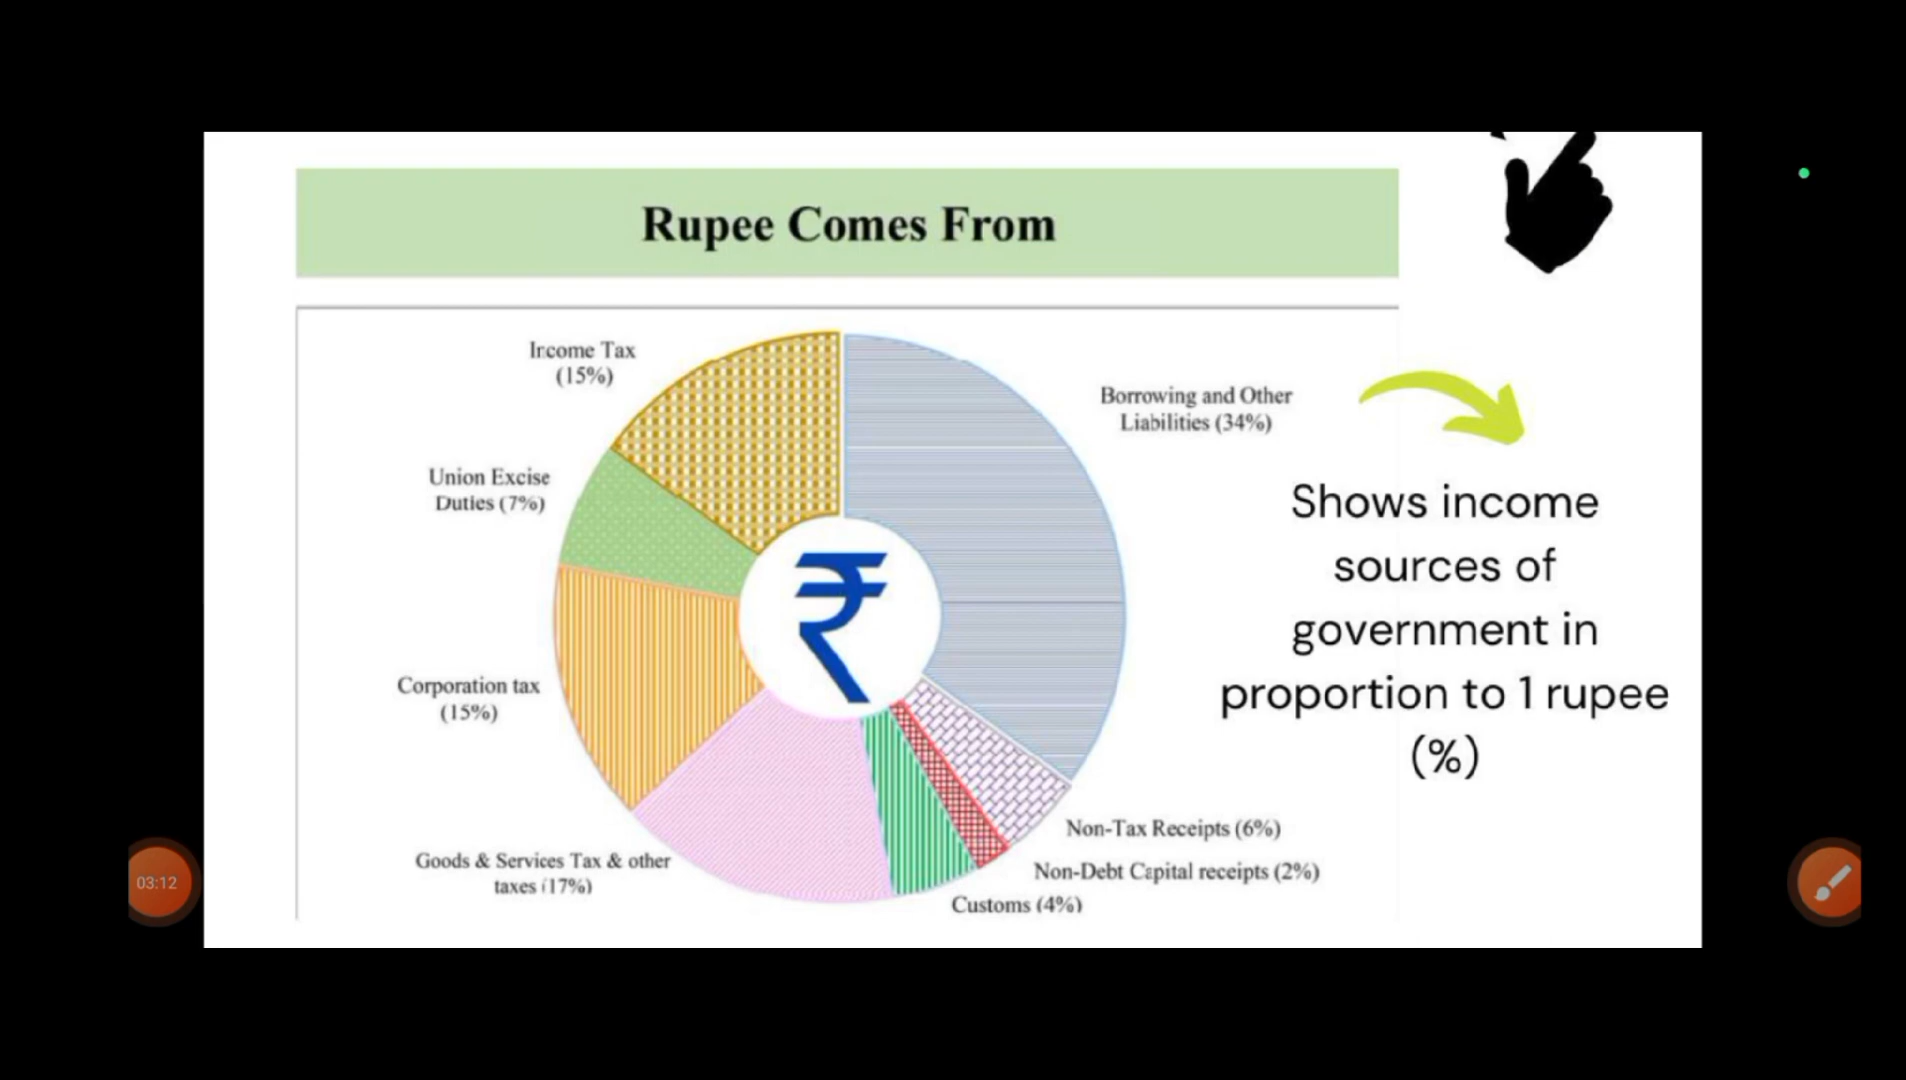 Rupee Comes From
Income Tax
(15%)
Borrowing and Other
Liabilities (34%)
Union Excise
Duties (7%)
₹
Shows income
sources of
government in
proportion to 1 rupee
(%)
Corporation tax
(15%)
Non-Tax Receipts (6%)
Goods & Services Tax & other
taxes (17%)
Non-Debt Capital receipts (2%)
Customs (4%)
03:12